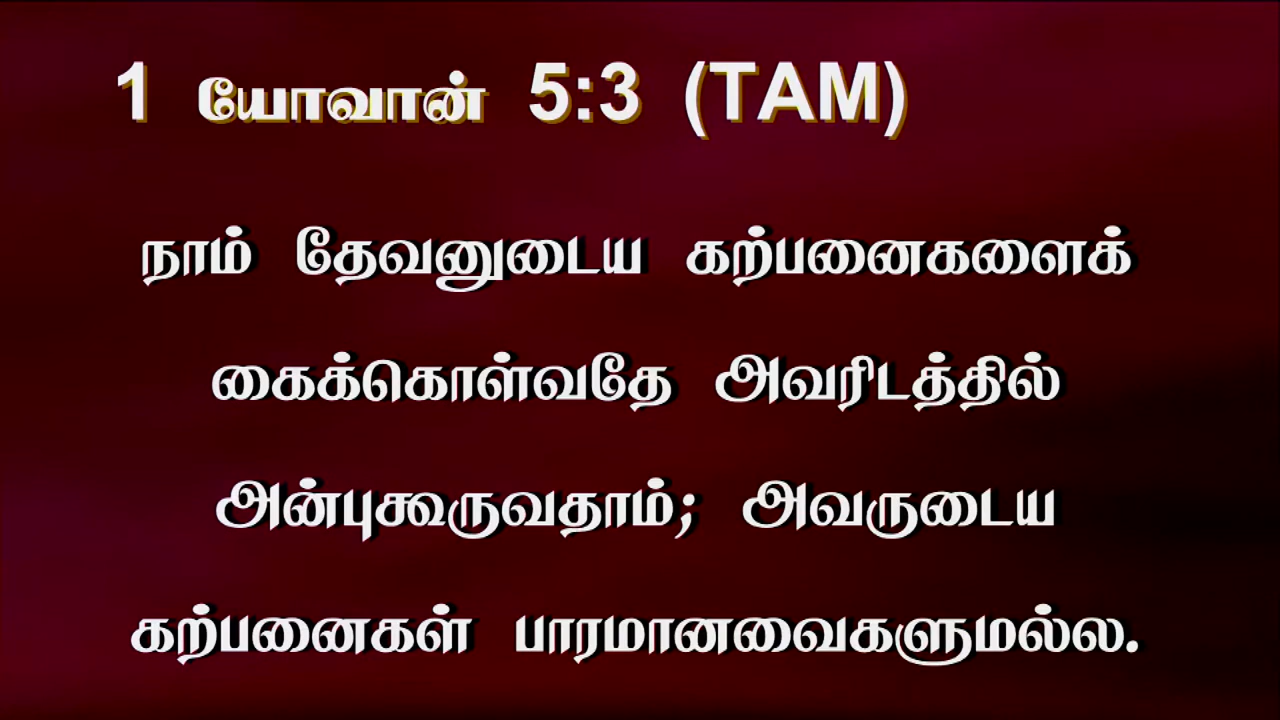 1 யோவான் 5:3 (TAM)
நாம் தேவனுடைய கற்பனைகளைக்
கைக்கொள்வதே அவரிடத்தில்
அன்புகூருவதாம்; அவருடைய
கற்பனைகள் பாரமானவைகளுமல்ல.